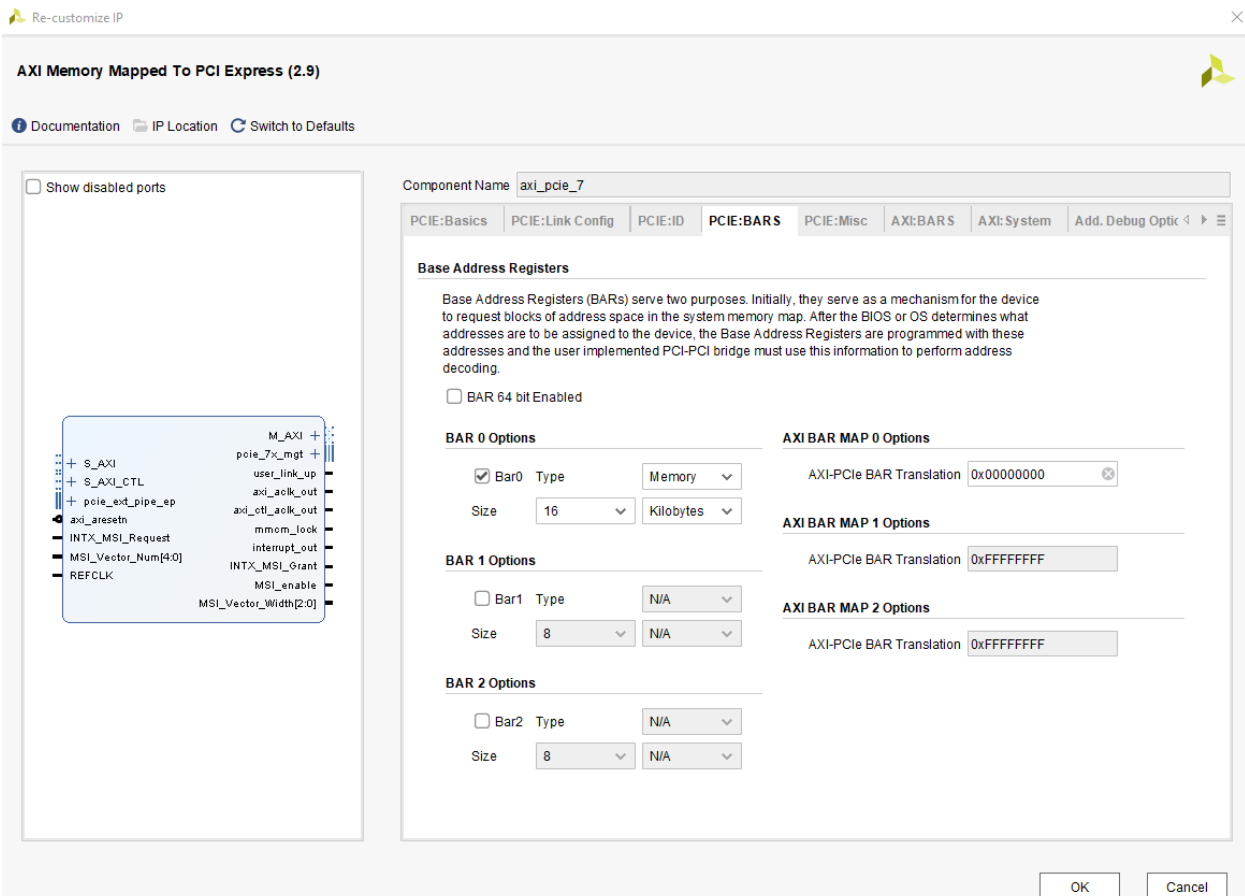 Re-customize IP
AXI Memory Mapped To PCI Express (2.9)
Documentation IP Location Switch to Defaults
Show disabled ports
S_AXI
S_AXI_CTL
pcie_ext_pipe_ep
axi_aresetn
INTX_MSI_Request
MSI_Vector_Num[4:0]
REFCLK
M_AXI
pcie_7x_mgt
user_link_up
axi_aclk_out
axi_ctl_aclk_out
mmcm_lock
interrupt_out
INTX_MSI_Grant
MSI_enable
MSI_Vector_Width[2:0]
Component Name axi_pcie_7
PCIE:Basics PCIE:Link Config PCIE:ID PCIE:BARS PCIE:Misc AXI:BARS AXI:System Add. Debug Optic
Base Address Registers
Base Address Registers (BARs) serve two purposes. Initially, they serve as a mechanism for the device
to request blocks of address space in the system memory map. After the BIOS or OS determines what
addresses are to be assigned to the device, the Base Address Registers are programmed with these
addresses and the user implemented PCI-PCI bridge must use this information to perform address
decoding.
BAR 64 bit Enabled
BAR 0 Options
Bar0 Type Memory
Size 16 Kilobytes
BAR 1 Options
Bar1 Type N/A
Size 8 N/A
BAR 2 Options
Bar2 Type N/A
Size 8 N/A
AXI BAR MAP 0 Options
AXI-PCIe BAR Translation 0x00000000
AXI BAR MAP 1 Options
AXI-PCIe BAR Translation 0xFFFFFFFF
AXI BAR MAP 2 Options
AXI-PCIe BAR Translation 0xFFFFFFFF
OK Cancel